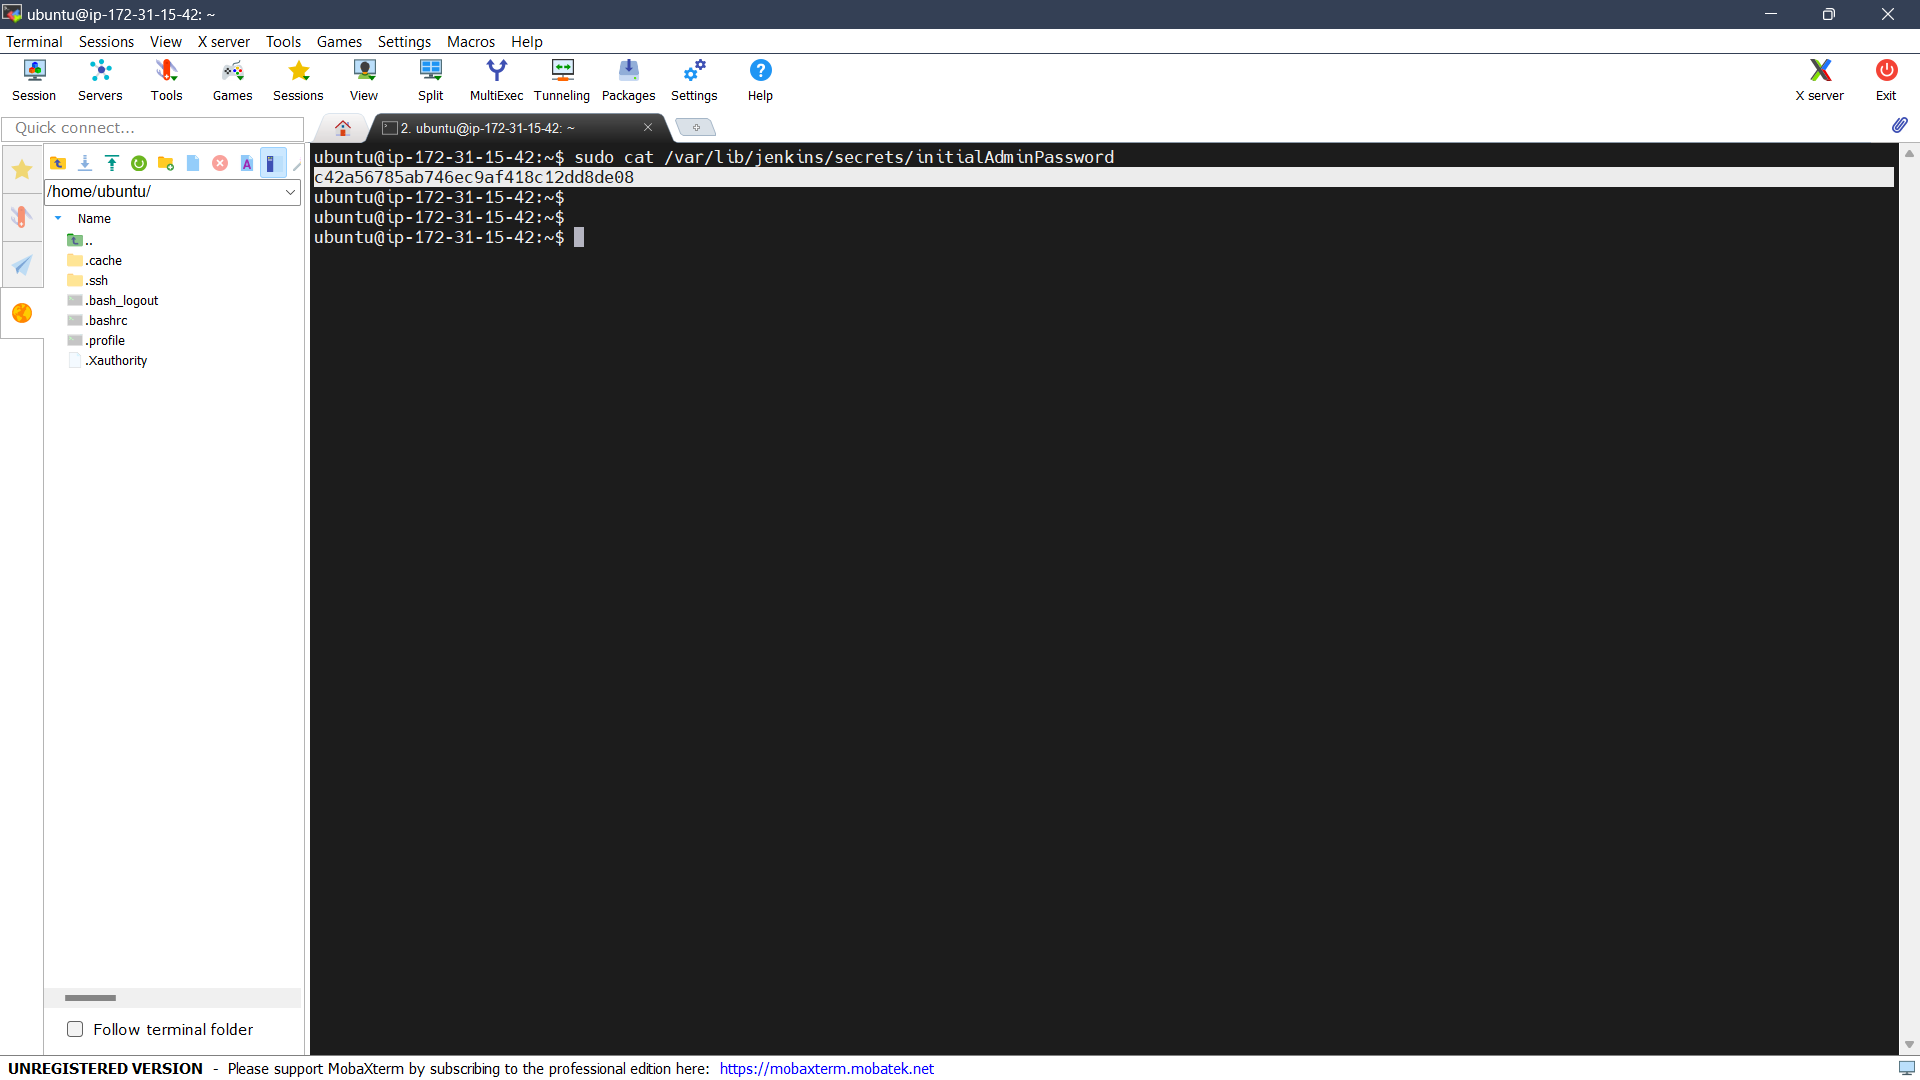 ubuntu@ip-172-31-15-42: ~
Terminal Sessions View X server Tools Games Settings Macros Help
Session Servers Tools Games Sessions View Split MultiExec Tunneling Packages Settings Help X server Exit
Quick connect...
2. ubuntu@ip-172-31-15-42: ~
/home/ubuntu/
Name
..
.cache
.ssh
.bash_logout
.bashrc
.profile
.Xauthority
Follow terminal folder
ubuntu@ip-172-31-15-42:~$ sudo cat /var/lib/jenkins/secrets/initialAdminPassword
c42a56785ab746ec9af418c12dd8de08
ubuntu@ip-172-31-15-42:~$
ubuntu@ip-172-31-15-42:~$
ubuntu@ip-172-31-15-42:~$
UNREGISTERED VERSION - Please support MobaXterm by subscribing to the professional edition here: https://mobaxterm.mobatek.net